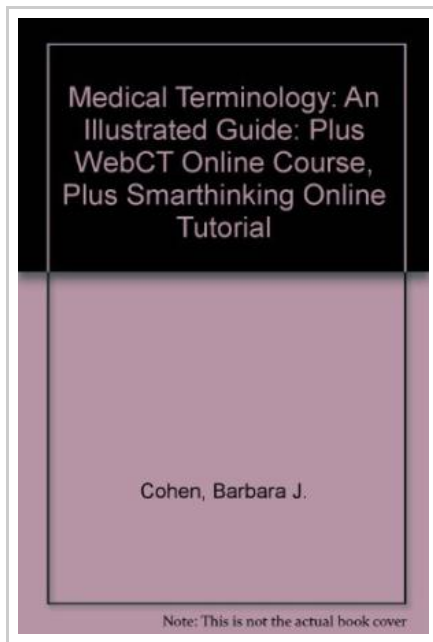 Medical Terminology: An
Illustrated Guide: Plus
WebCT Online Course,
Plus Smarthinking Online
Tutorial
Cohen, Barbara J.
Note: This is not the actual book cover